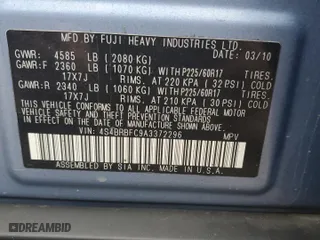 MFD. BY FUJI HEAVY INDUSTRIES LTD. 03/10
GVWR: 4585 LB (2080 KG)
GAWR:F 2360 LB (1070 KG) WITH P225/60R17 TIRES.
17X7J RIMS. AT 220 KPA ( 32 PSI) COLD
GAWR:R 2340 LB (1060 KG) WITH P225/60R17 TIRES.
17X7J RIMS. AT 210 KPA ( 30 PSI) COLD
THIS VEHICLE CONFORMS TO ALL APPLICABLE FEDERAL
MOTOR VEHICLE SAFETY, BUMPER, AND THEFT PREVENTION
STANDARDS IN EFFECT ON THE DATE OF MANUFACTURE SHOWN ABOVE.
VIN: 4S4BRBFC9A3372296 MPV
ASSEMBLED BY SIA INC. MADE IN U.S.A.
DREAMBID